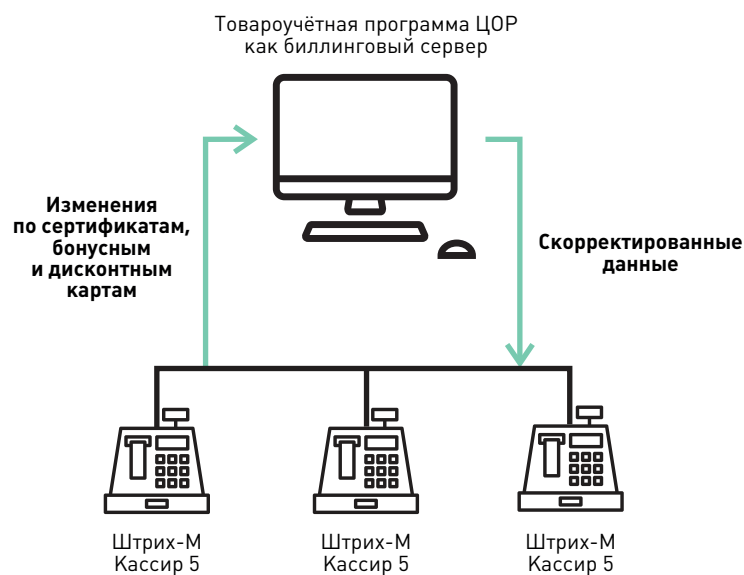 Товароучётная программа ЦОР
как биллинговый сервер
Изменения
по сертификатам,
бонусным
и дисконтным
картам
Скорректированные
данные
Штрих-М
Кассир 5
Штрих-М
Кассир 5
Штрих-М
Кассир 5